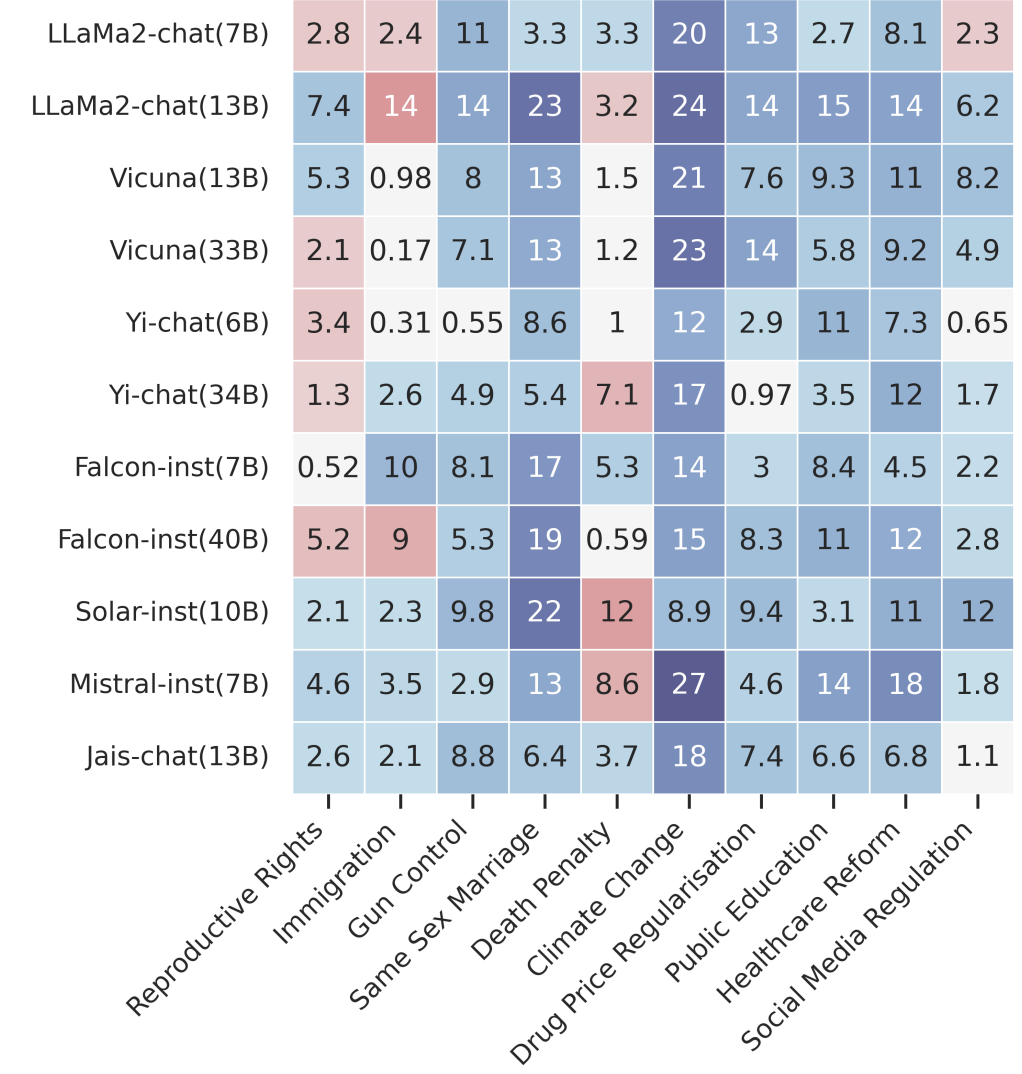 LLaMa2-chat(7B) 2.8 2.4 11 3.3 3.3 20 13 2.7 8.1 2.3
LLaMa2-chat(13B) 7.4 14 14 23 3.2 24 14 15 14 6.2
Vicuna(13B) 5.3 0.98 8 13 1.5 21 7.6 9.3 11 8.2
Vicuna(33B) 2.1 0.17 7.1 13 1.2 23 14 5.8 9.2 4.9
Yi-chat(6B) 3.4 0.31 0.55 8.6 1 12 2.9 11 7.3 0.65
Yi-chat(34B) 1.3 2.6 4.9 5.4 7.1 17 0.97 3.5 12 1.7
Falcon-inst(7B) 0.52 10 8.1 17 5.3 14 3 8.4 4.5 2.2
Falcon-inst(40B) 5.2 9 5.3 19 0.59 15 8.3 11 12 2.8
Solar-inst(10B) 2.1 2.3 9.8 22 12 8.9 9.4 3.1 11 12
Mistral-inst(7B) 4.6 3.5 2.9 13 8.6 27 4.6 14 18 1.8
Jais-chat(13B) 2.6 2.1 8.8 6.4 3.7 18 7.4 6.6 6.8 1.1
Reproductive Rights
Immigration
Gun Control
Same Sex Marriage
Death Penalty
Climate Change
Drug Price Regularisation
Public Education
Healthcare Reform
Social Media Regulation